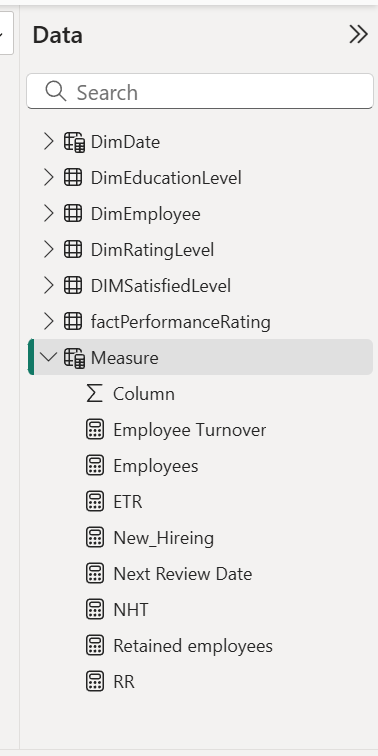 Data
Search
DimDate
DimEducationLevel
DimEmployee
DimRatingLevel
DIMSatisfiedLevel
factPerformanceRating
Measure
Column
Employee Turnover
Employees
ETR
New_Hireing
Next Review Date
NHT
Retained employees
RR